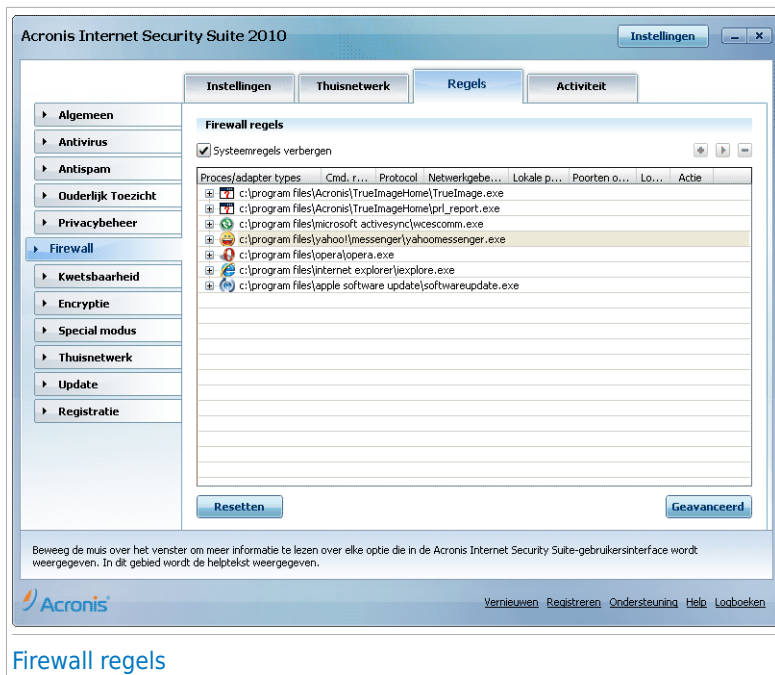 Acronis Internet Security Suite 2010
Instellingen
Instellingen Thuisnetwerk Regels Activiteit
Algemeen
Antivirus
Antispam
Ouderlijk Toezicht
Privacybeheer
Firewall
Kwetsbaarheid
Encryptie
Special modus
Thuisnetwerk
Update
Registratie
Firewall regels
Systeemregels verbergen
Proces/adapter types Cmd. r... Protocol Netwerkgebe... Lokale p... Poorten o... Lo... Actie
c:\program files\Acronis\TrueImageHome\TrueImage.exe
c:\program files\Acronis\TrueImageHome\prl_report.exe
c:\program files\microsoft activesync\wcescomm.exe
c:\program files\yahoo!\messenger\yahoomessenger.exe
c:\program files\opera\opera.exe
c:\program files\internet explorer\iexplore.exe
c:\program files\apple software update\softwareupdate.exe
Resetten Geavanceerd
Beweeg de muis over het venster om meer informatie te lezen over elke optie die in de Acronis Internet Security Suite-gebruikersinterface wordt
weergegeven. In dit gebied wordt de helptekst weergegeven.
Acronis
Vernieuwen Registreren Ondersteuning Help Logboeken
Firewall regels